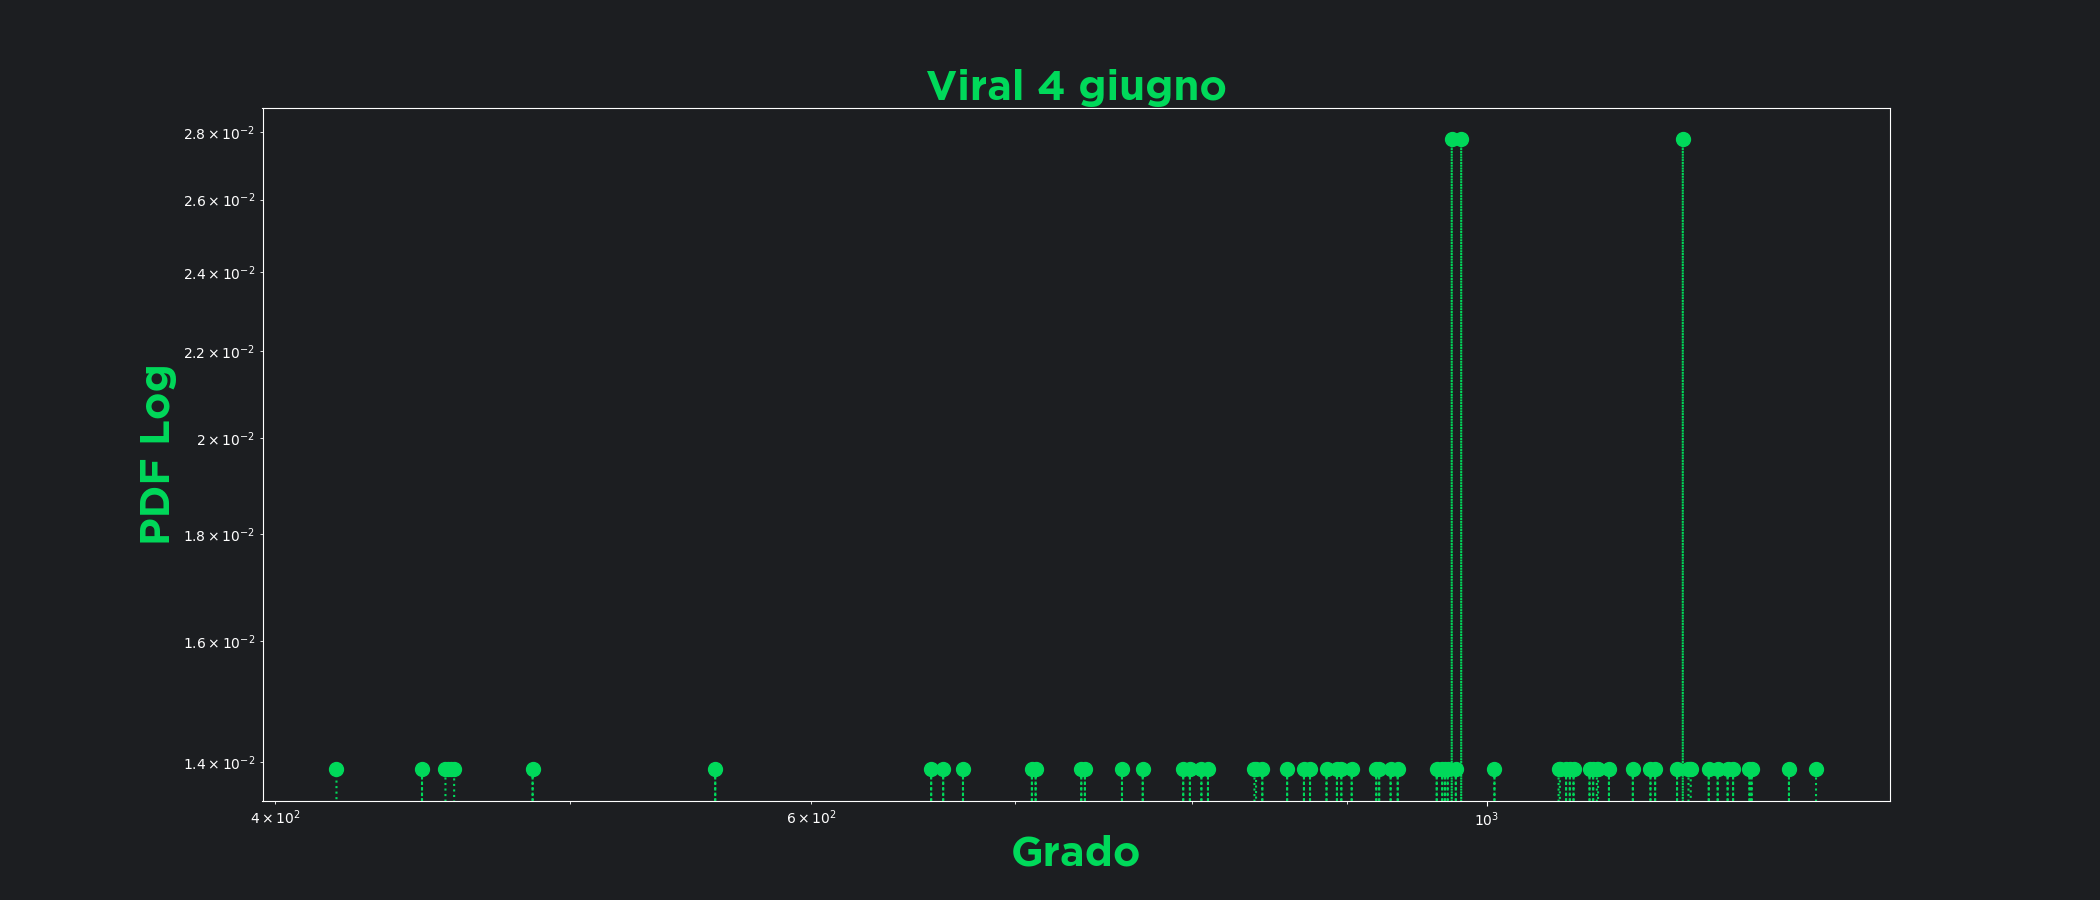 Viral 4 giugno
2.8 × 10⁻²
2.6 × 10⁻²
2.4 × 10⁻²
2.2 × 10⁻²
2 × 10⁻²
1.8 × 10⁻²
1.6 × 10⁻²
1.4 × 10⁻²
PDF Log
4 × 10²
6 × 10²
10³
Grado